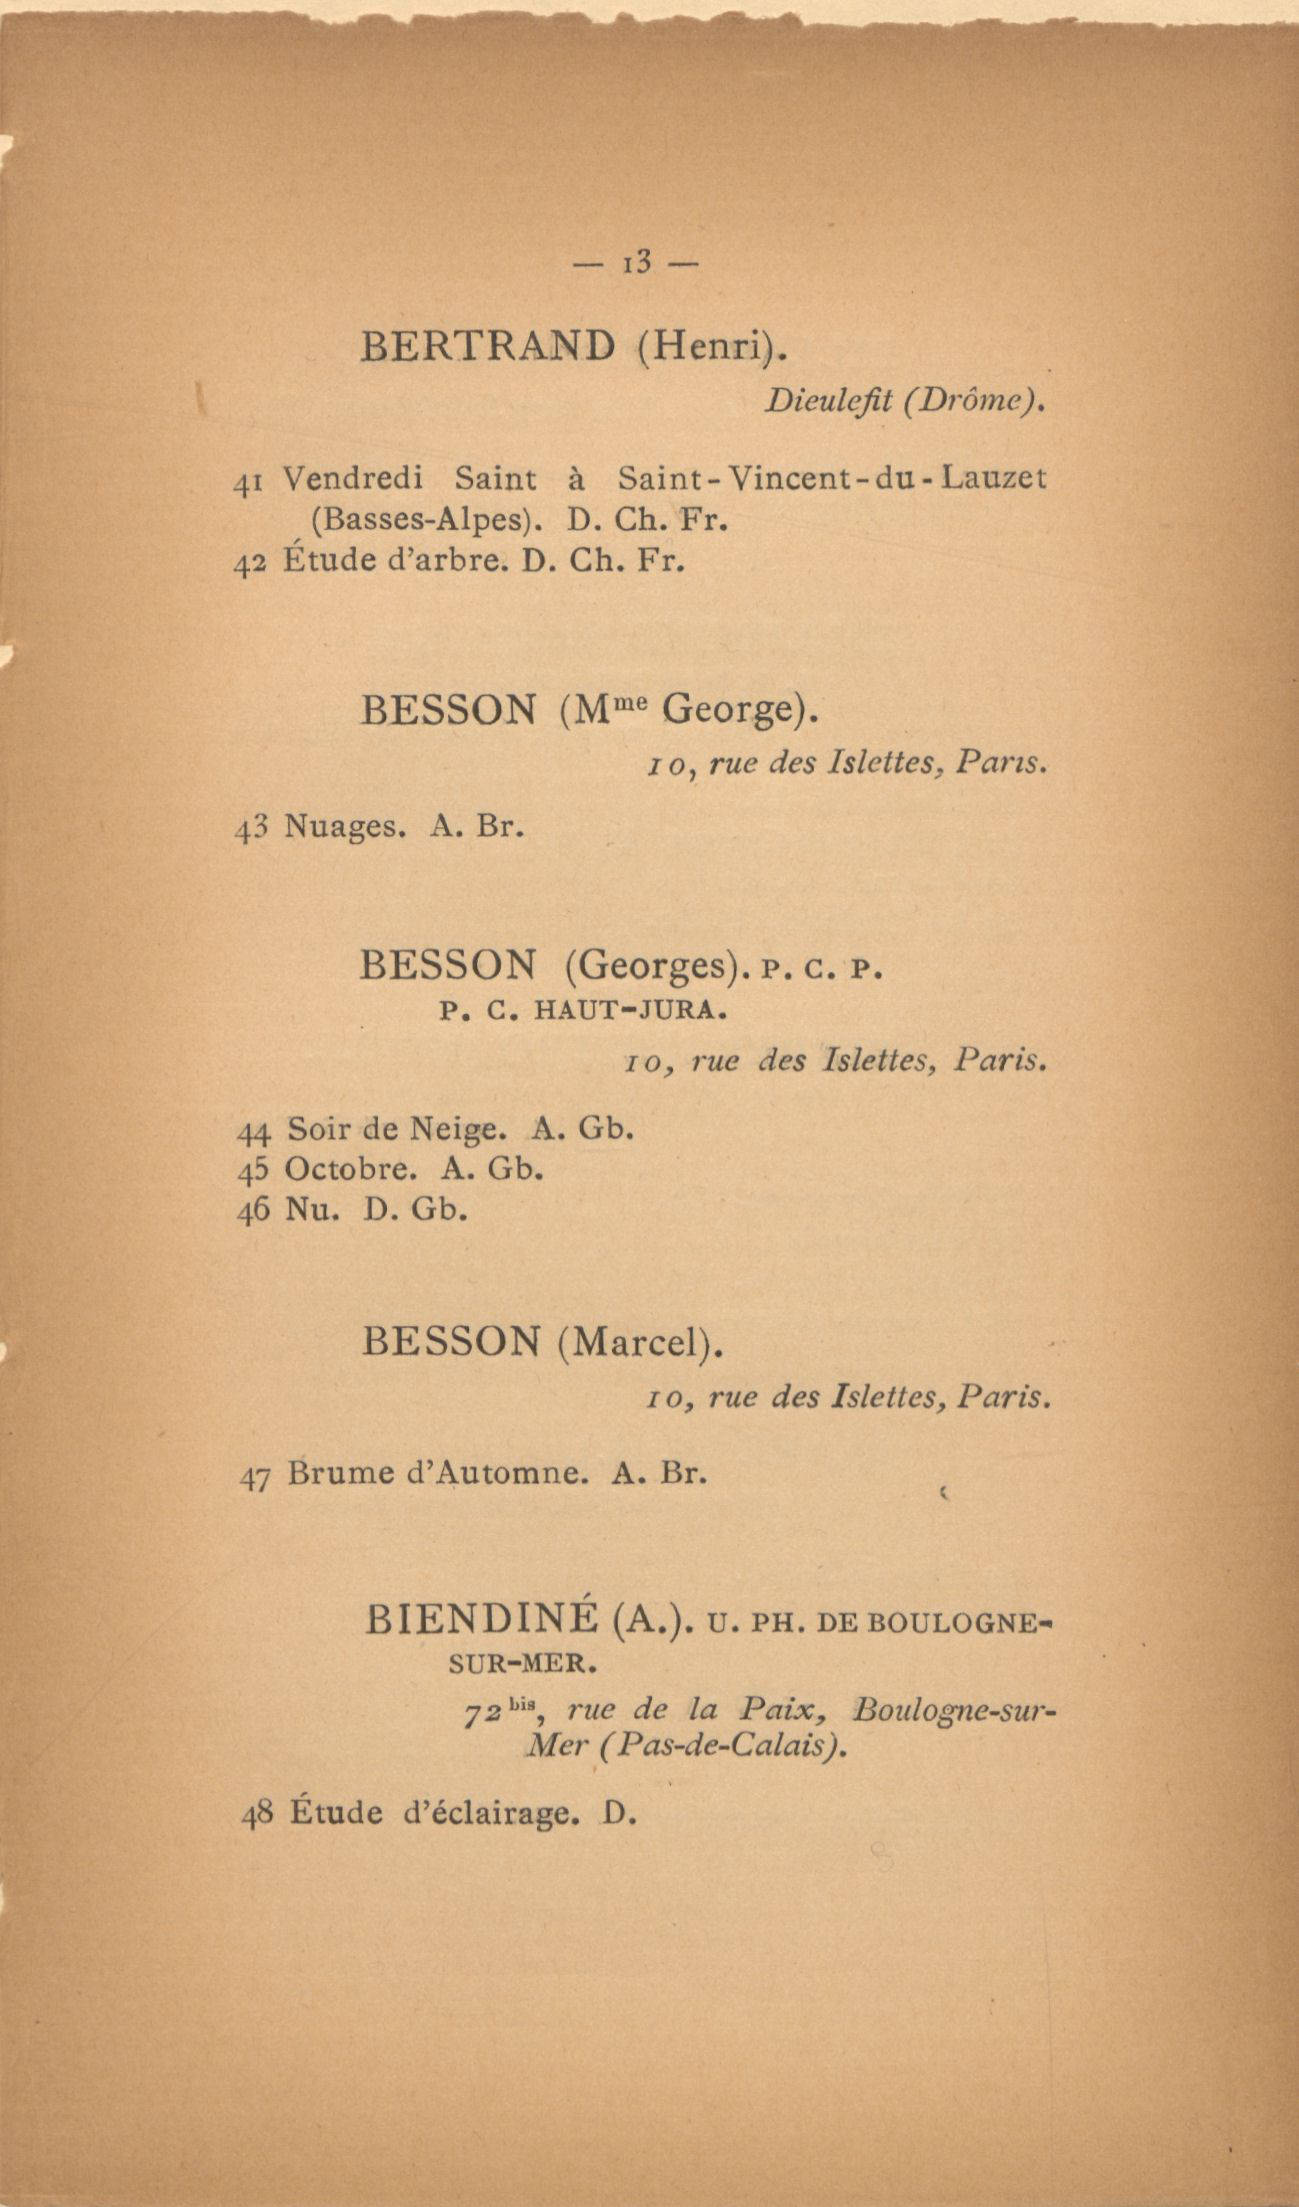 — 13 —
BERTRAND (Henri).
Dieulefit (Drôme).
41 Vendredi Saint à Saint-Vincent-du-Lauzet
(Basses-Alpes). D. Ch. Fr.
42 Étude d'arbre. D. Ch. Fr.
BESSON (Mme George).
10, rue des Islettes, Paris.
43 Nuages. A. Br.
BESSON (Georges). P. C. P.
P. C. HAUT-JURA.
10, rue des Islettes, Paris.
44 Soir de Neige. A. Gb.
45 Octobre. A. Gb.
46 Nu. D. Gb.
BESSON (Marcel).
10, rue des Islettes, Paris.
47 Brume d'Automne. A. Br.
BIENDINÉ (A.). U. PH. DE BOULOGNE-
SUR-MER.
72 bis, rue de la Paix, Boulogne-sur-
Mer (Pas-de-Calais).
48 Étude d'éclairage. D.